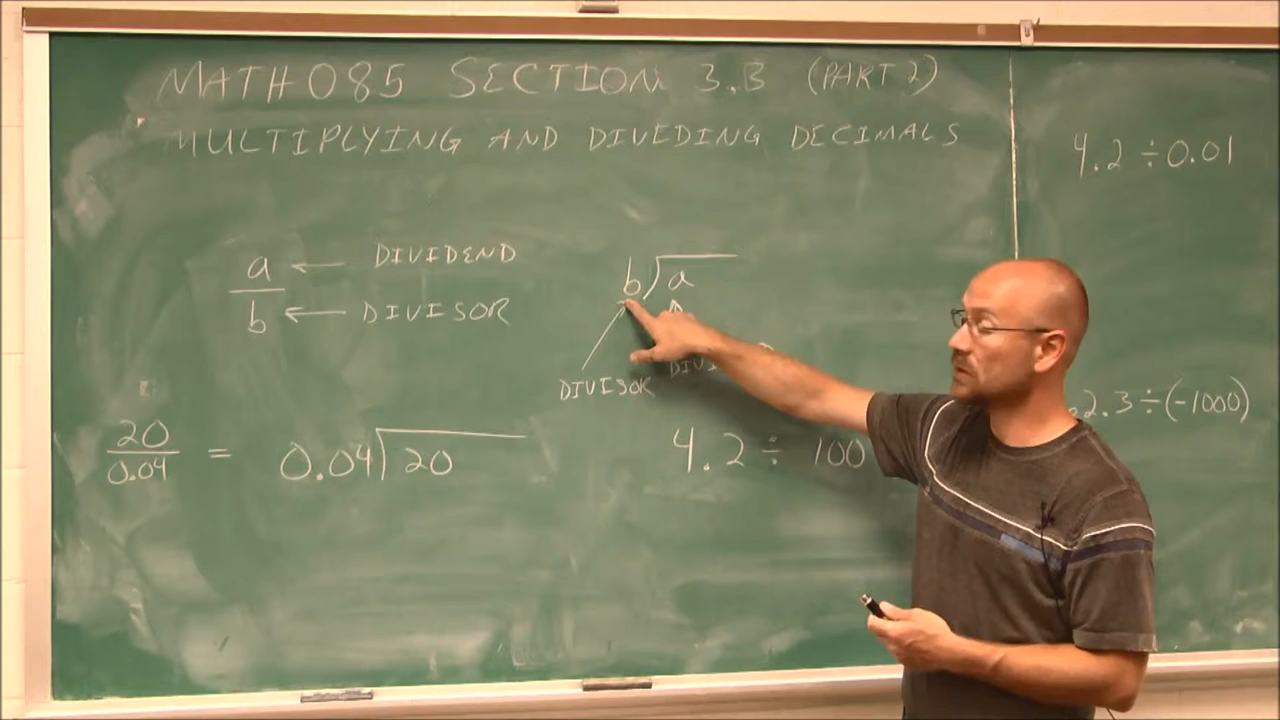 MATH 085 SECTION 3.B (PART 2)
MULTIPLYING AND DIVIDING DECIMALS
a ← DIVIDEND
b ← DIVISOR
b)a
DIVISOR
20
0.04
= 0.04)20
4.2 ÷ 100
4.2 ÷ 0.01
2.3 ÷ (-1000)